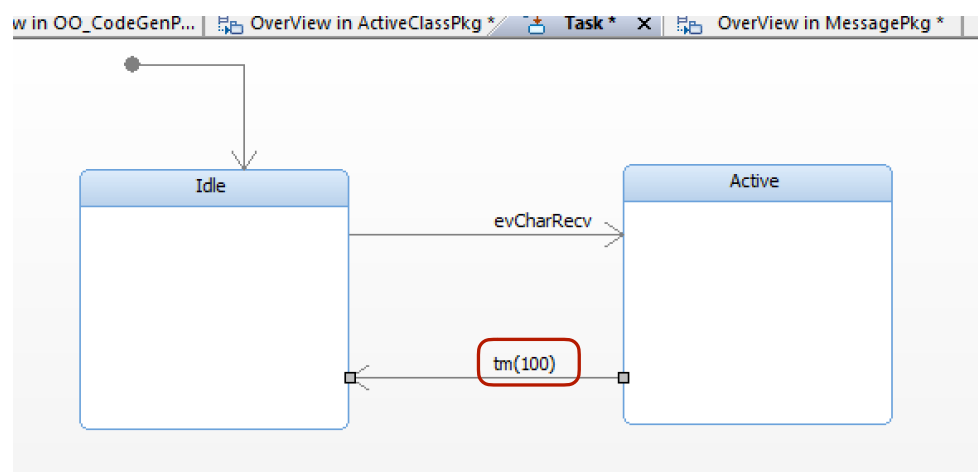 w in OO_CodeGenP... OverView in ActiveClassPkg * Task * X OverView in MessagePkg *
Idle
Active
evCharRecv
tm(100)